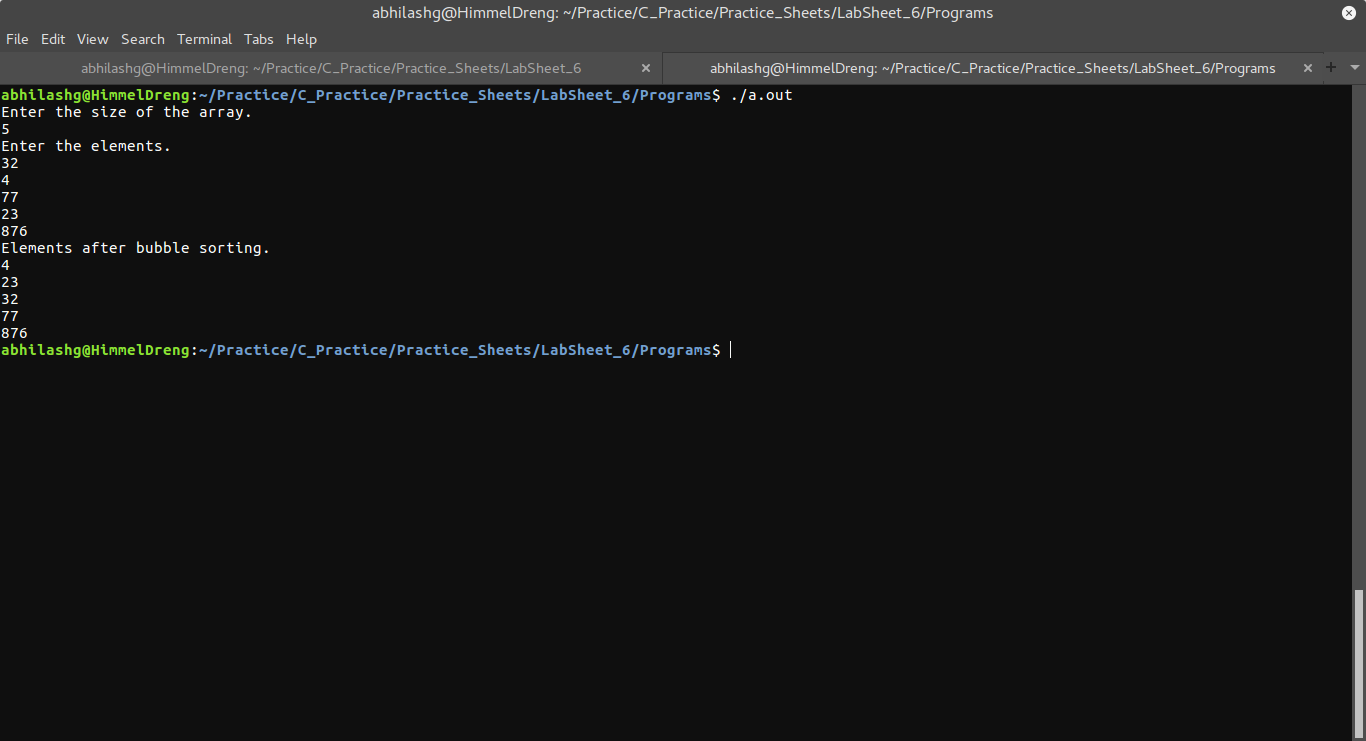 abhilashg@HimmelDreng: ~/Practice/C_Practice/Practice_Sheets/LabSheet_6/Programs
File Edit View Search Terminal Tabs Help
abhilashg@HimmelDreng: ~/Practice/C_Practice/Practice_Sheets/LabSheet_6 × abhilashg@HimmelDreng: ~/Practice/C_Practice/Practice_Sheets/LabSheet_6/Programs × +
abhilashg@HimmelDreng:~/Practice/C_Practice/Practice_Sheets/LabSheet_6/Programs$ ./a.out
Enter the size of the array.
5
Enter the elements.
32
4
77
23
876
Elements after bubble sorting.
4
23
32
77
876
abhilashg@HimmelDreng:~/Practice/C_Practice/Practice_Sheets/LabSheet_6/Programs$